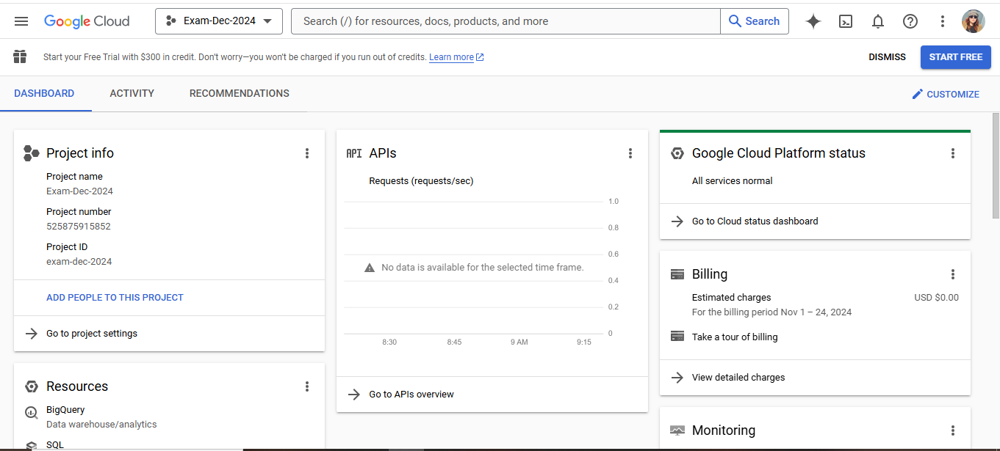 Google Cloud
Exam-Dec-2024
Search (/) for resources, docs, products, and more
Search
Start your Free Trial with $300 in credit. Don't worry—you won't be charged if you run out of credits. Learn more
DISMISS
START FREE
DASHBOARD
ACTIVITY
RECOMMENDATIONS
CUSTOMIZE
Project info
Project name
Exam-Dec-2024
Project number
525875915852
Project ID
exam-dec-2024
ADD PEOPLE TO THIS PROJECT
Go to project settings
Resources
BigQuery
Data warehouse/analytics
SQL
API APIs
Requests (requests/sec)
1.0
0.8
0.6
No data is available for the selected time frame.
0.4
0.2
0
8:30 8:45 9 AM 9:15
Go to APIs overview
Google Cloud Platform status
All services normal
Go to Cloud status dashboard
Billing
Estimated charges USD $0.00
For the billing period Nov 1 – 24, 2024
Take a tour of billing
View detailed charges
Monitoring